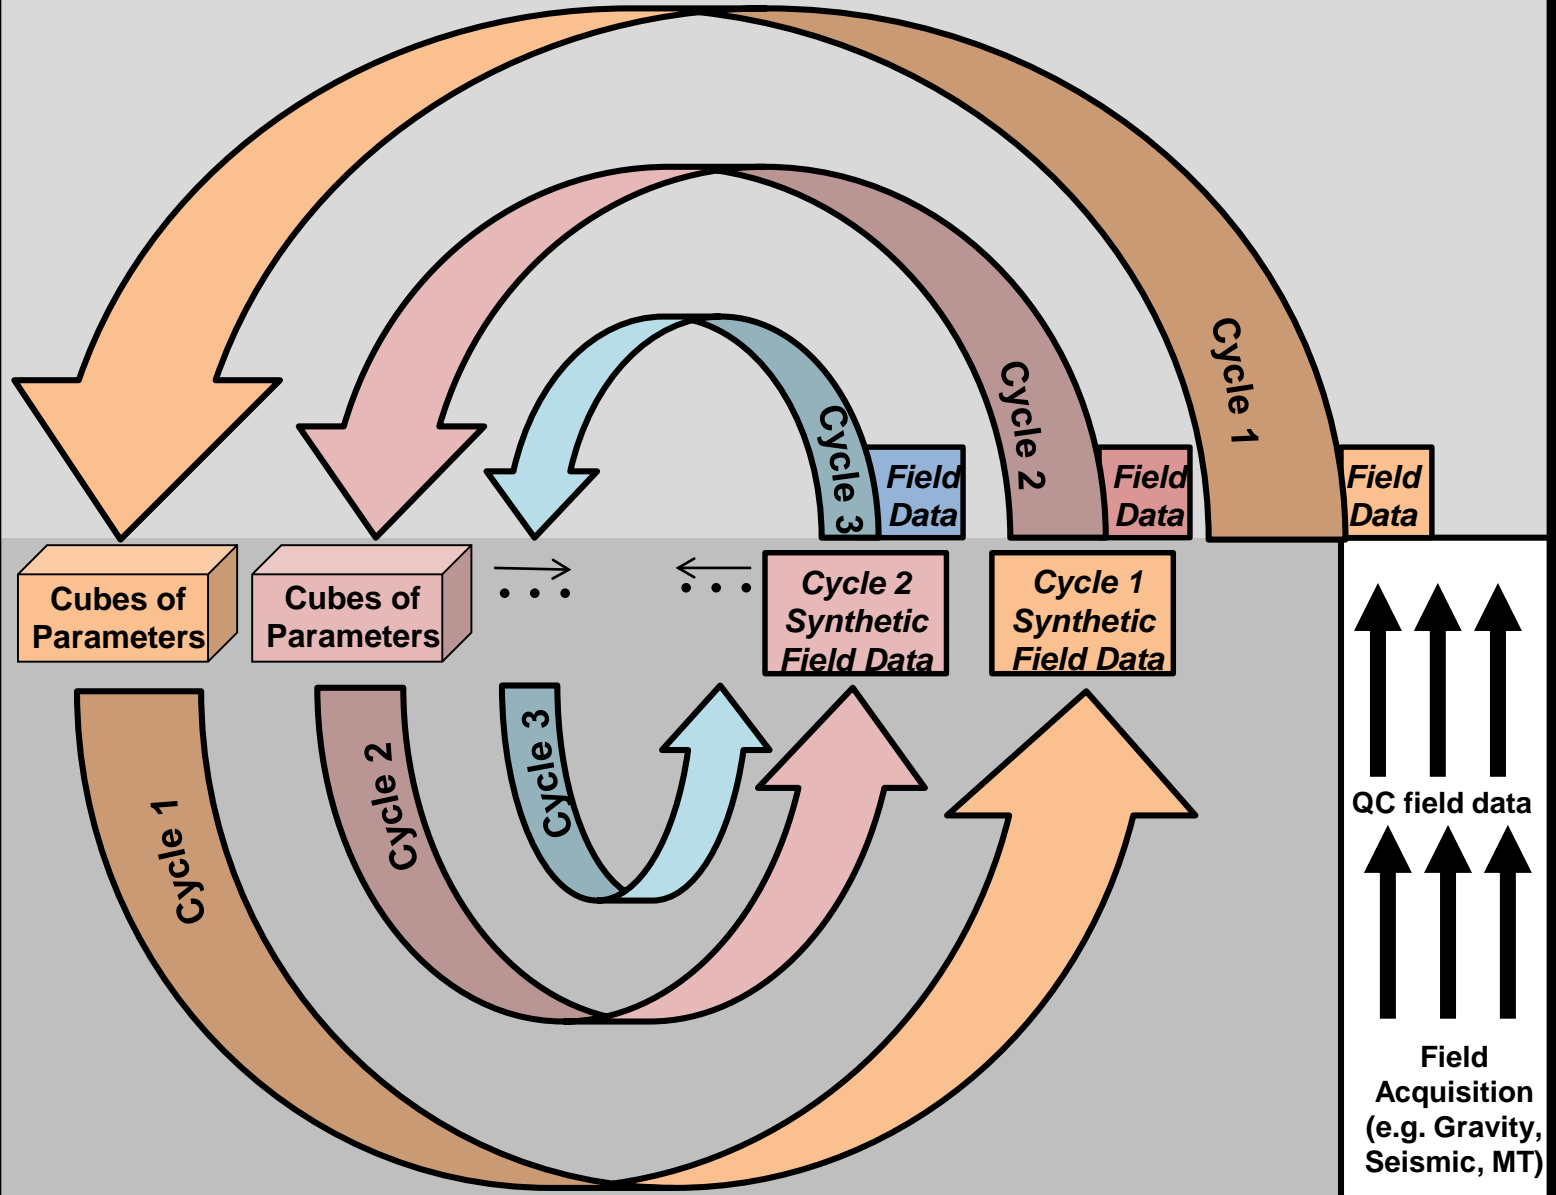 Cycle 1
Cycle 2
Cycle 3
Field
Data
Field
Data
Field
Data
Cubes of
Parameters
Cubes of
Parameters
...
...
Cycle 2
Synthetic
Field Data
Cycle 1
Synthetic
Field Data
Cycle 1
Cycle 2
Cycle 3
QC field data
Field
Acquisition
(e.g. Gravity,
Seismic, MT)